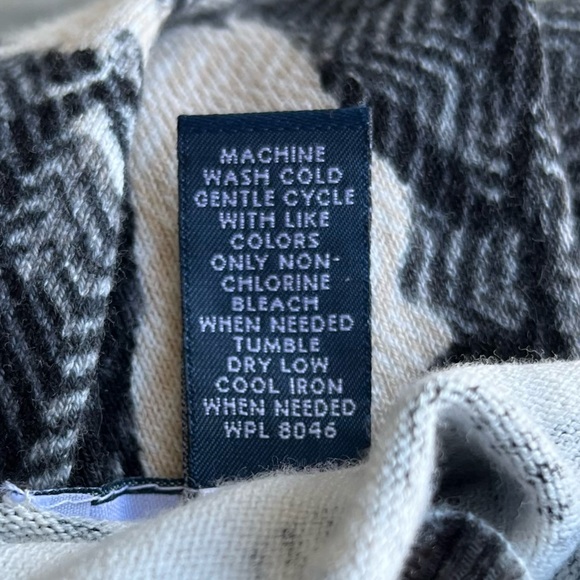 MACHINE
WASH COLD
GENTLE CYCLE
WITH LIKE
COLORS
ONLY NON-
CHLORINE
BLEACH
WHEN NEEDED
TUMBLE
DRY LOW
COOL IRON
WHEN NEEDED
WPL 8046